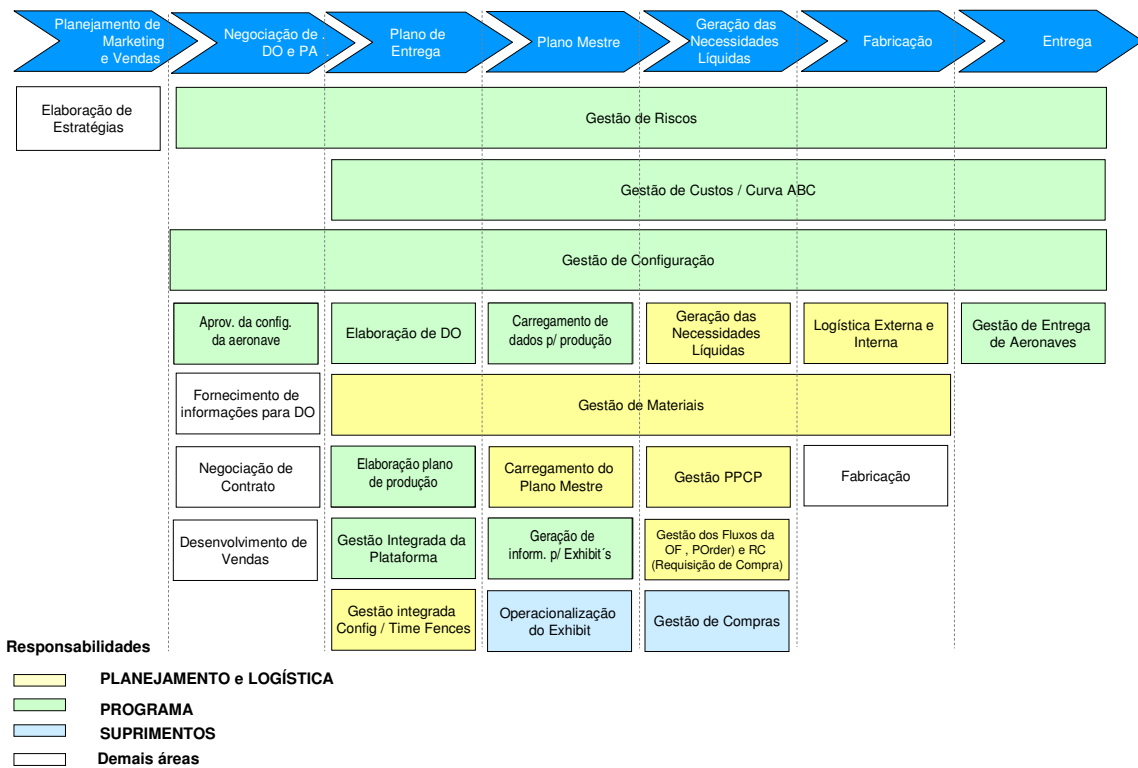 Planejamento de
Marketing
e Vendas
Negociação de .
DO e PA .
Plano de
Entrega
Plano Mestre
Geração das
Necessidades
Líquidas
Fabricação
Entrega
Elaboração de
Estratégias
Gestão de Riscos
Gestão de Custos / Curva ABC
Gestão de Configuração
Aprov. da config.
da aeronave
Elaboração de DO
Carregamento de
dados p/ produção
Geração das
Necessidades
Líquidas
Logística Externa e
Interna
Gestão de Entrega
de Aeronaves
Fornecimento de
informações para DO
Gestão de Materiais
Negociação de
Contrato
Elaboração plano
de produção
Carregamento do
Plano Mestre
Gestão PPCP
Fabricação
Desenvolvimento de
Vendas
Gestão Integrada da
Plataforma
Geração de
inform. p/ Exhibit´s
Gestão dos Fluxos da
OF , POrder) e RC
(Requisição de Compra)
Gestão integrada
Config / Time Fences
Operacionalização
do Exhibit
Gestão de Compras
Responsabilidades
PLANEJAMENTO e LOGÍSTICA
PROGRAMA
SUPRIMENTOS
Demais áreas